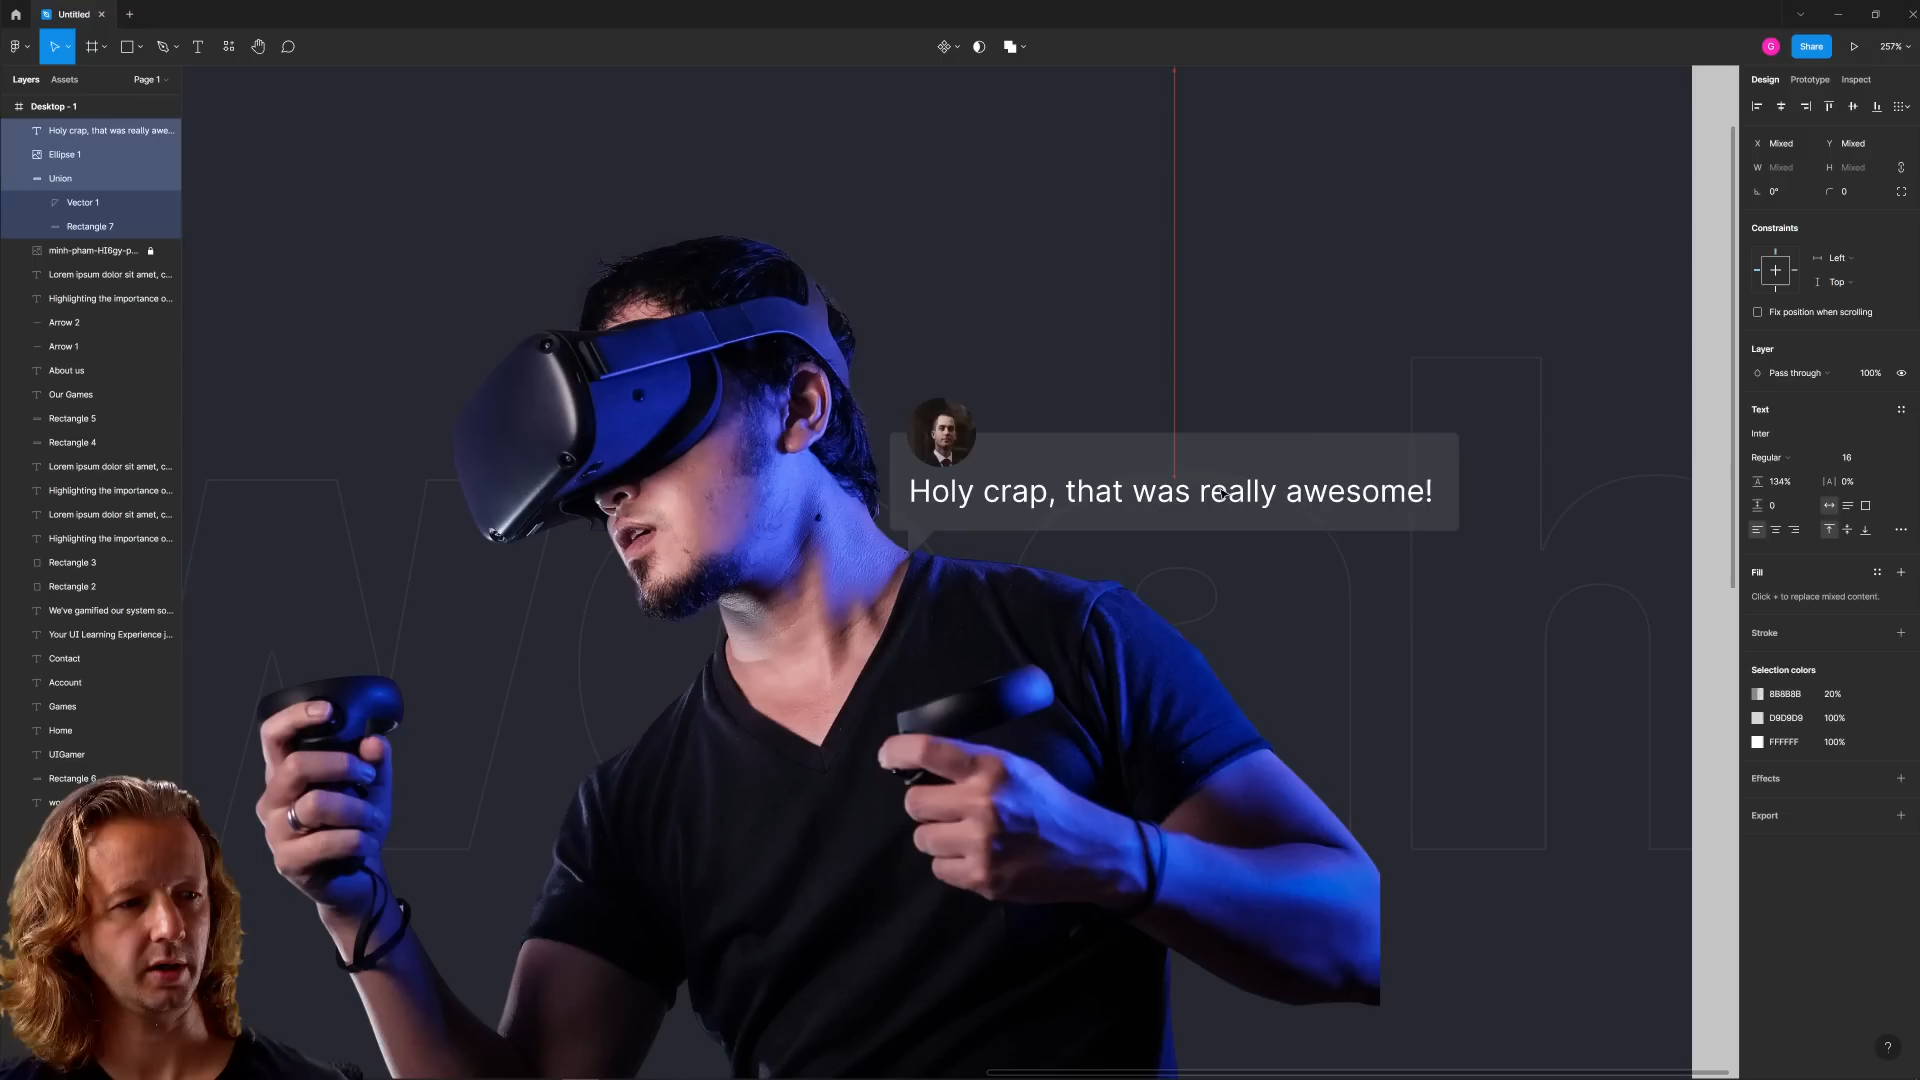 Untitled
Share
257%
Layers
Assets
Page 1
Design
Prototype
Inspect
Desktop - 1
Holy crap, that was really awe...
Ellipse 1
Union
Vector 1
Rectangle 7
minh-pham-HI6gy-p...
Lorem ipsum dolor sit amet, c...
Highlighting the importance o...
Arrow 2
Arrow 1
About us
Our Games
Rectangle 5
Rectangle 4
Lorem ipsum dolor sit amet, c...
Highlighting the importance o...
Lorem ipsum dolor sit amet, c...
Highlighting the importance o...
Rectangle 3
Rectangle 2
We've gamified our system so...
Your UI Learning Experience j...
Contact
Account
Games
Home
UIGamer
Rectangle 6
Holy crap, that was really awesome!
G
X Mixed Y Mixed
W Mixed H Mixed
0° 0
Constraints
Left
Top
Fix position when scrolling
Layer
Pass through 100%
Text
Inter
Regular 16
134% |A| 0%
0
Fill
Click + to replace mixed content.
Stroke
Selection colors
8B8B8B 20%
D9D9D9 100%
FFFFFF 100%
Effects
Export
?